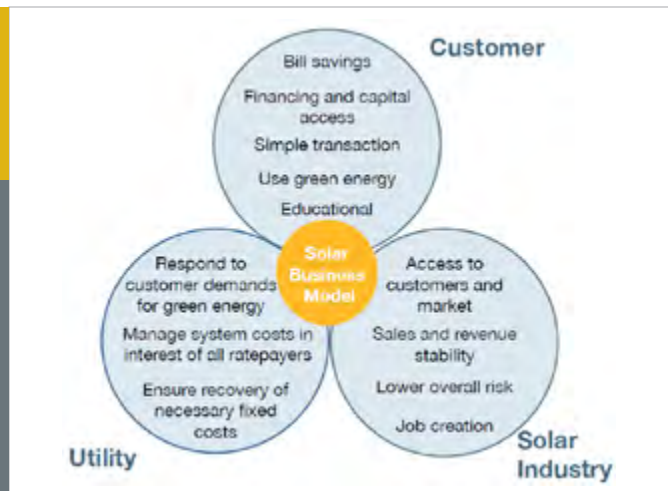 Customer
Bill savings
Financing and capital
access
Simple transaction
Use green energy
Educational
Solar
Business
Model
Respond to
customer demands
for green energy
Manage system costs in
interest of all ratepayers
Ensure recovery of
necessary fixed
costs
Utility
Access to
customers and
market
Sales and revenue
stability
Lower overall risk
Job creation
Solar
Industry